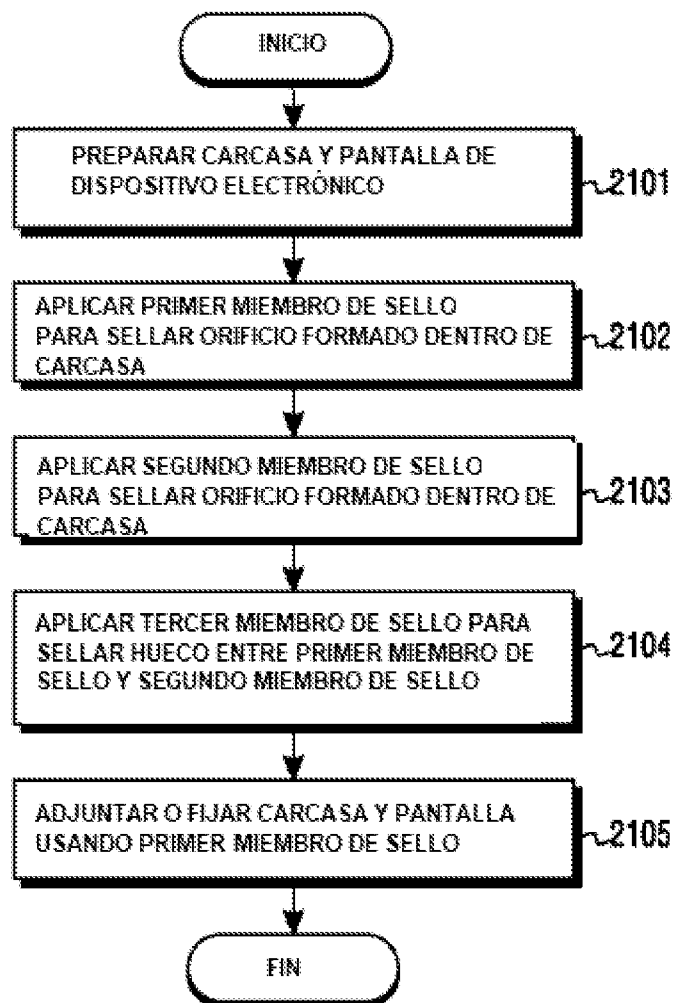 INICIO
PREPARAR CARCASA Y PANTALLA DE
DISPOSITIVO ELECTRÓNICO
2101
APLICAR PRIMER MIEMBRO DE SELLO
PARA SELLAR ORIFICIO FORMADO DENTRO DE
CARCASA
2102
APLICAR SEGUNDO MIEMBRO DE SELLO
PARA SELLAR ORIFICIO FORMADO DENTRO DE
CARCASA
2103
APLICAR TERCER MIEMBRO DE SELLO PARA
SELLAR HUECO ENTRE PRIMER MIEMBRO DE
SELLO Y SEGUNDO MIEMBRO DE SELLO
2104
ADJUNTAR O FIJAR CARCASA Y PANTALLA
USANDO PRIMER MIEMBRO DE SELLO
2105
FIN